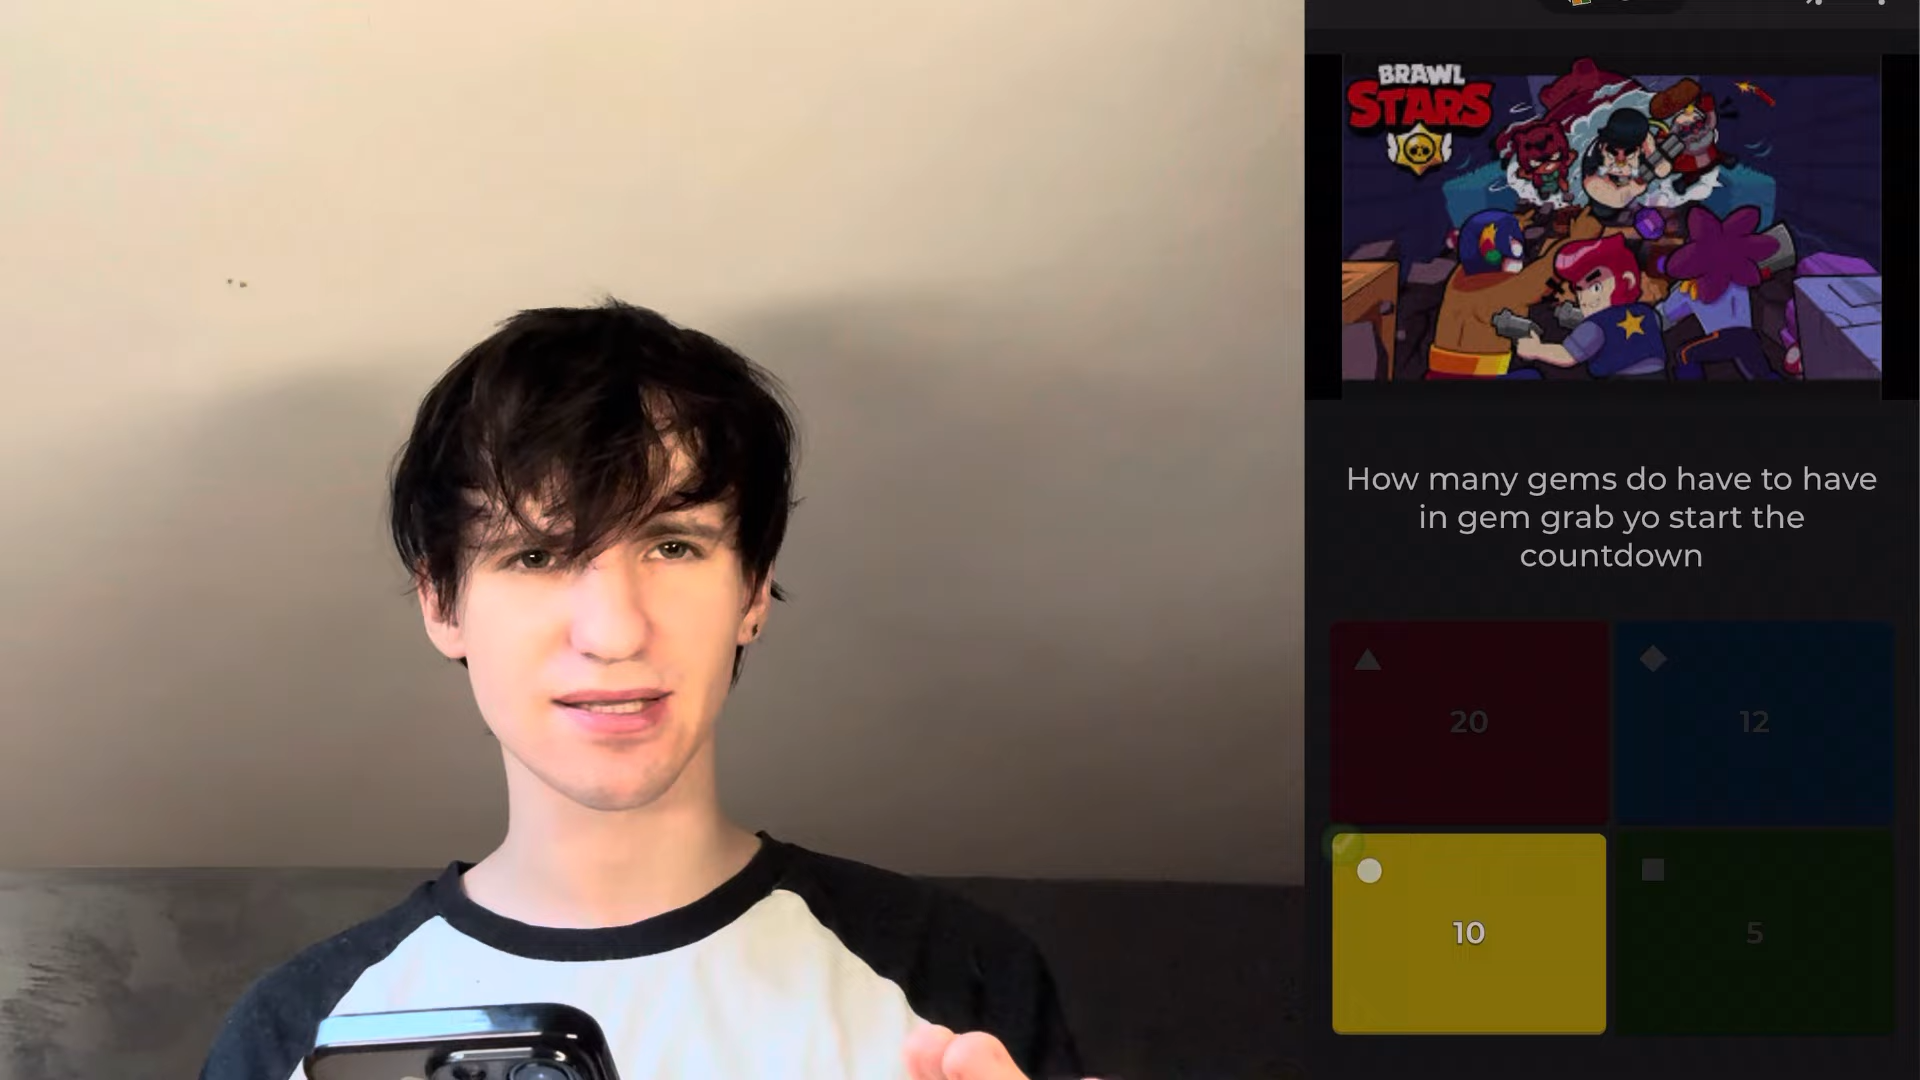 BRAWL
STARS
How many gems do have to have
in gem grab yo start the
countdown
20
12
10
5